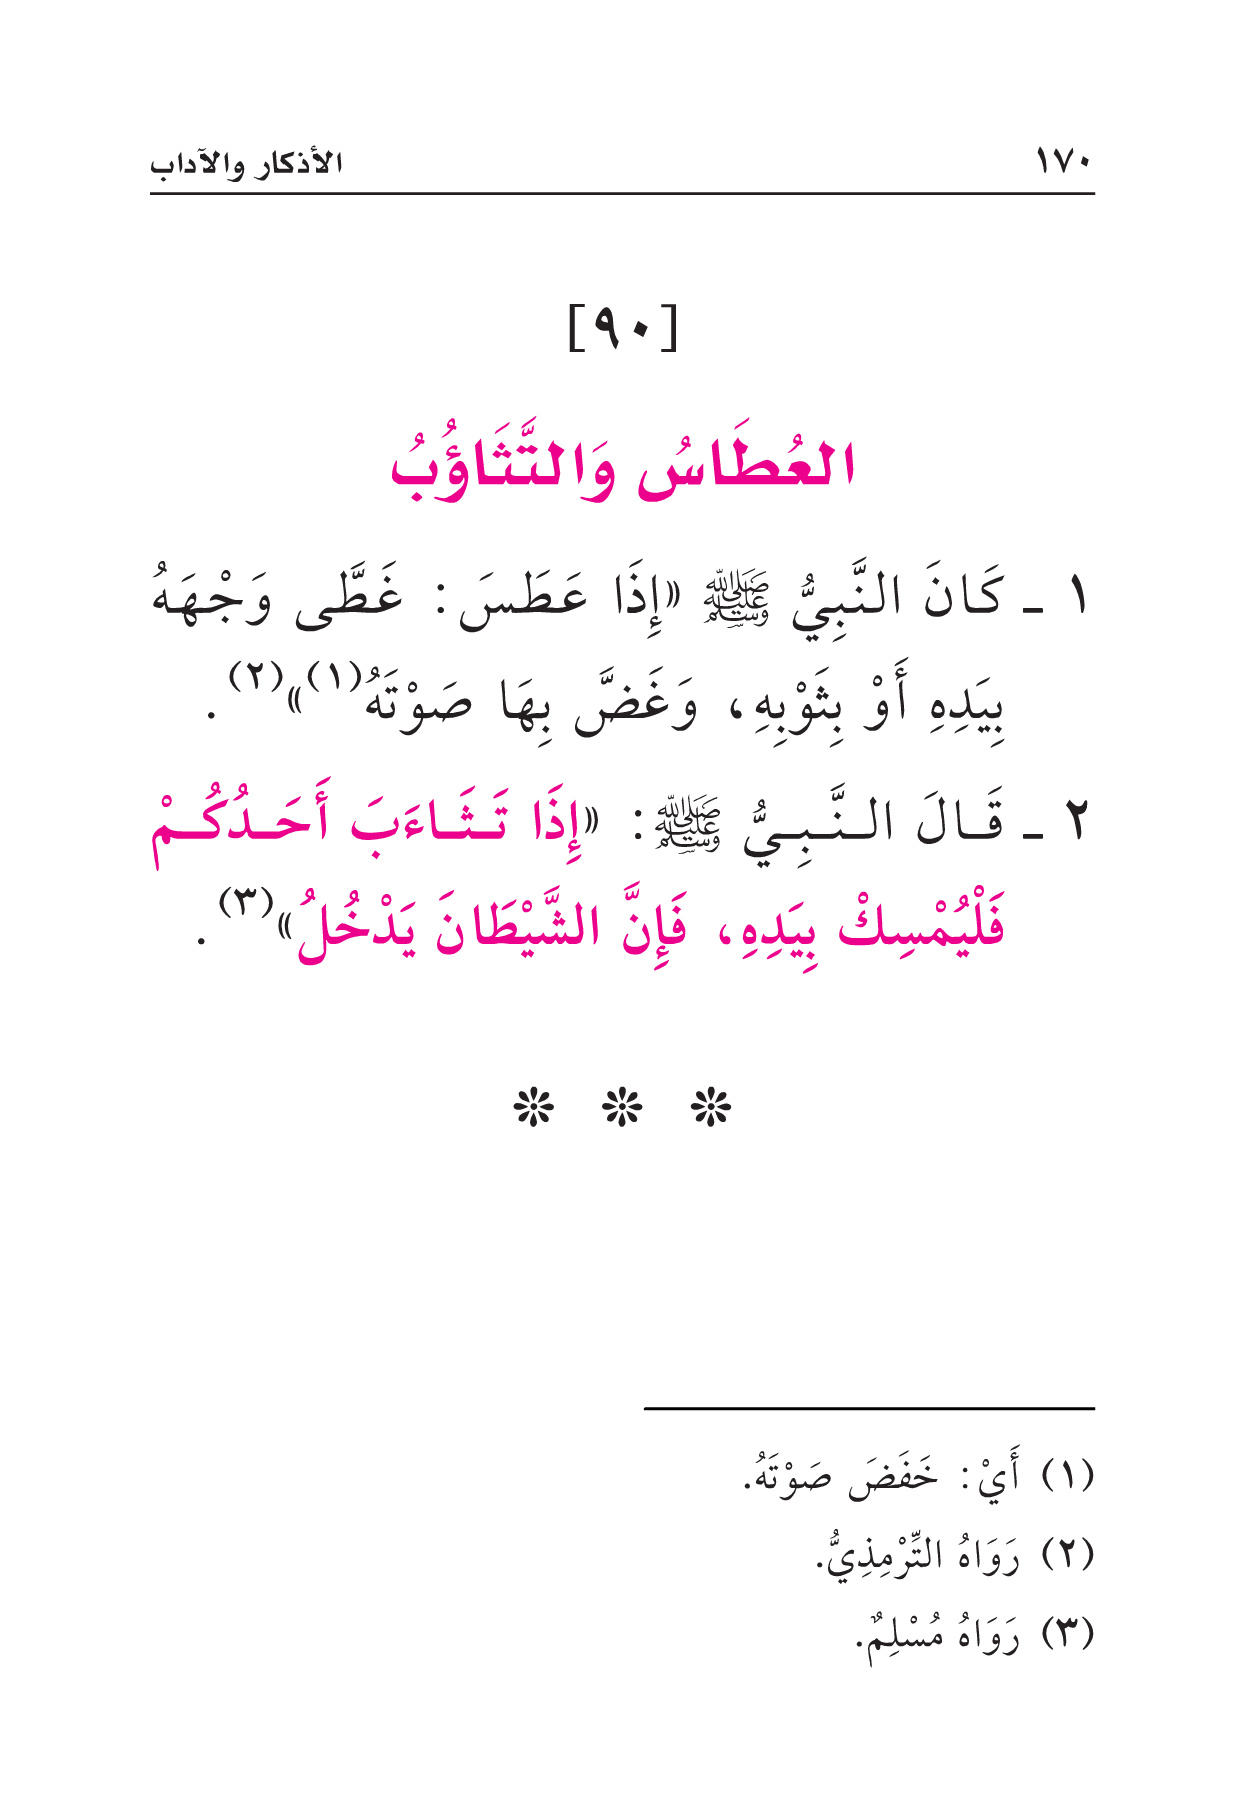 ١٧٠ الأذكار والآداب
[٩٠]
العُطَاسُ وَالتَّثَاؤُبُ
١ ـ كَانَ النَّبِيُّ ﷺ «إِذَا عَطَسَ: غَطَّى وَجْهَهُ
بِيَدِهِ أَوْ بِثَوْبِهِ، وَغَضَّ بِهَا صَوْتَهُ(١)»(٢).
٢ ـ قَالَ النَّبِيُّ ﷺ: «إِذَا تَثَاءَبَ أَحَدُكُمْ
فَلْيُمْسِكْ بِيَدِهِ، فَإِنَّ الشَّيْطَانَ يَدْخُلُ»(٣).
(١) أَيْ: خَفَضَ صَوْتَهُ.
(٢) رَوَاهُ التِّرْمِذِيُّ.
(٣) رَوَاهُ مُسْلِمٌ.